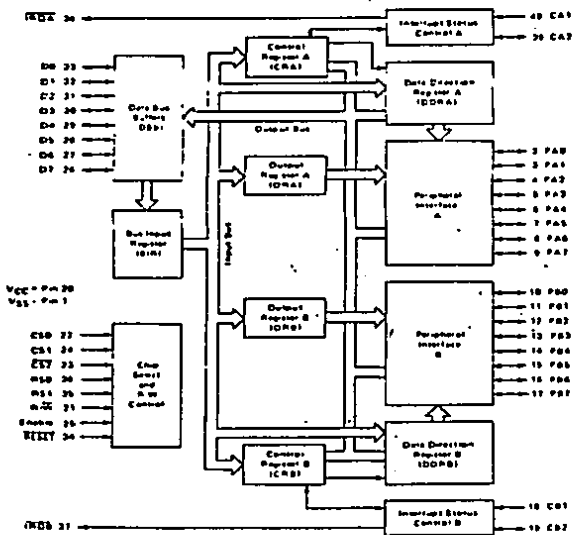 IRQA 38
Interrupt Status
Control A
40 CA1
39 CA2
Control
Register A
(CRA)
D0 33
D1 32
D2 31
D3 30
D4 29
D5 28
D6 27
D7 26
Data Bus
Buffers
(DBB)
Data Direction
Register A
(DDRA)
Output Bus
Output
Register A
(ORA)
Peripheral
Interface
A
2 PA0
3 PA1
4 PA2
5 PA3
6 PA4
7 PA5
8 PA6
9 PA7
Bus Input
Register
(BIR)
Input Bus
VCC = Pin 20
VSS = Pin 1
Output
Register B
(ORB)
Peripheral
Interface
B
10 PB0
11 PB1
12 PB2
13 PB3
14 PB4
15 PB5
16 PB6
17 PB7
CS0 22
CS1 24
CS2 23
RS0 36
RS1 35
R/W 21
Enable 25
RESET 34
Chip
Select
and
R/W
Control
Data Direction
Register B
(DDRB)
Control
Register B
(CRB)
IRQB 37
Interrupt Status
Control B
18 CB1
19 CB2